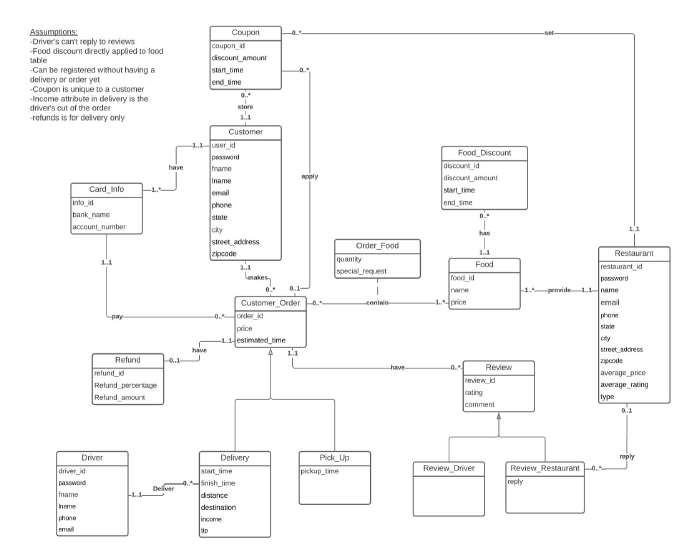 Assumptions:
-Driver's can't reply to reviews
-Food discount directly applied to food
table
-Can be registered without having a
delivery or order yet
-Coupon is unique to a customer
-Income attribute in delivery is the
driver's cut of the order
-refunds is for delivery only
Coupon
coupon_id
discount_amount
start_time
end_time
0..*
set
0..*
0..*
store
1..1
apply
Customer
user_id
password
fname
lname
email
phone
state
city
street_address
zipcode
1..1
have
1..*
Card_Info
info_id
bank_name
account_number
1..1
pay
0..*
1..1
makes
0..*
0..1
Food_Discount
discount_id
discount_amount
start_time
end_time
0..*
has
1..1
Order_Food
quantity
special_request
Food
food_id
name
price
1..*
provide
1..1
1..1
Restaurant
restaurant_id
password
name
email
phone
state
city
street_address
zipcode
average_price
average_rating
type
0..1
reply
0..*
Customer_Order
order_id
price
estimated_time
0..*
contain
1..*
1..1
have
0..1
Refund
refund_id
Refund_percentage
Refund_amount
1..1
have
0..*
Review
review_id
rating
comment
Driver
driver_id
password
fname
lname
phone
email
1..1
Deliver
0..*
Delivery
start_time
finish_time
distance
destination
income
tip
Pick_Up
pickup_time
Review_Driver
Review_Restaurant
reply